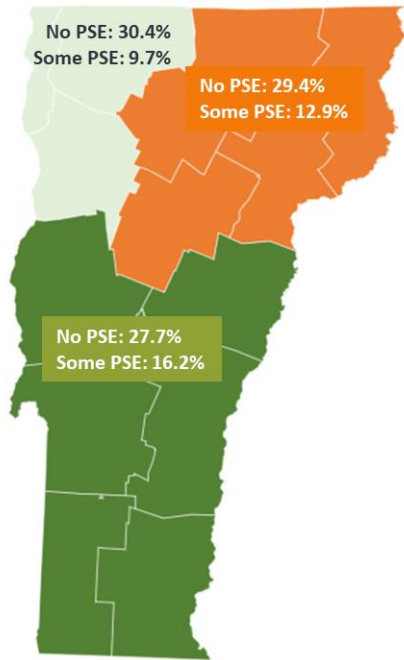 No PSE: 30.4%
Some PSE: 9.7%
No PSE: 29.4%
Some PSE: 12.9%
No PSE: 27.7%
Some PSE: 16.2%